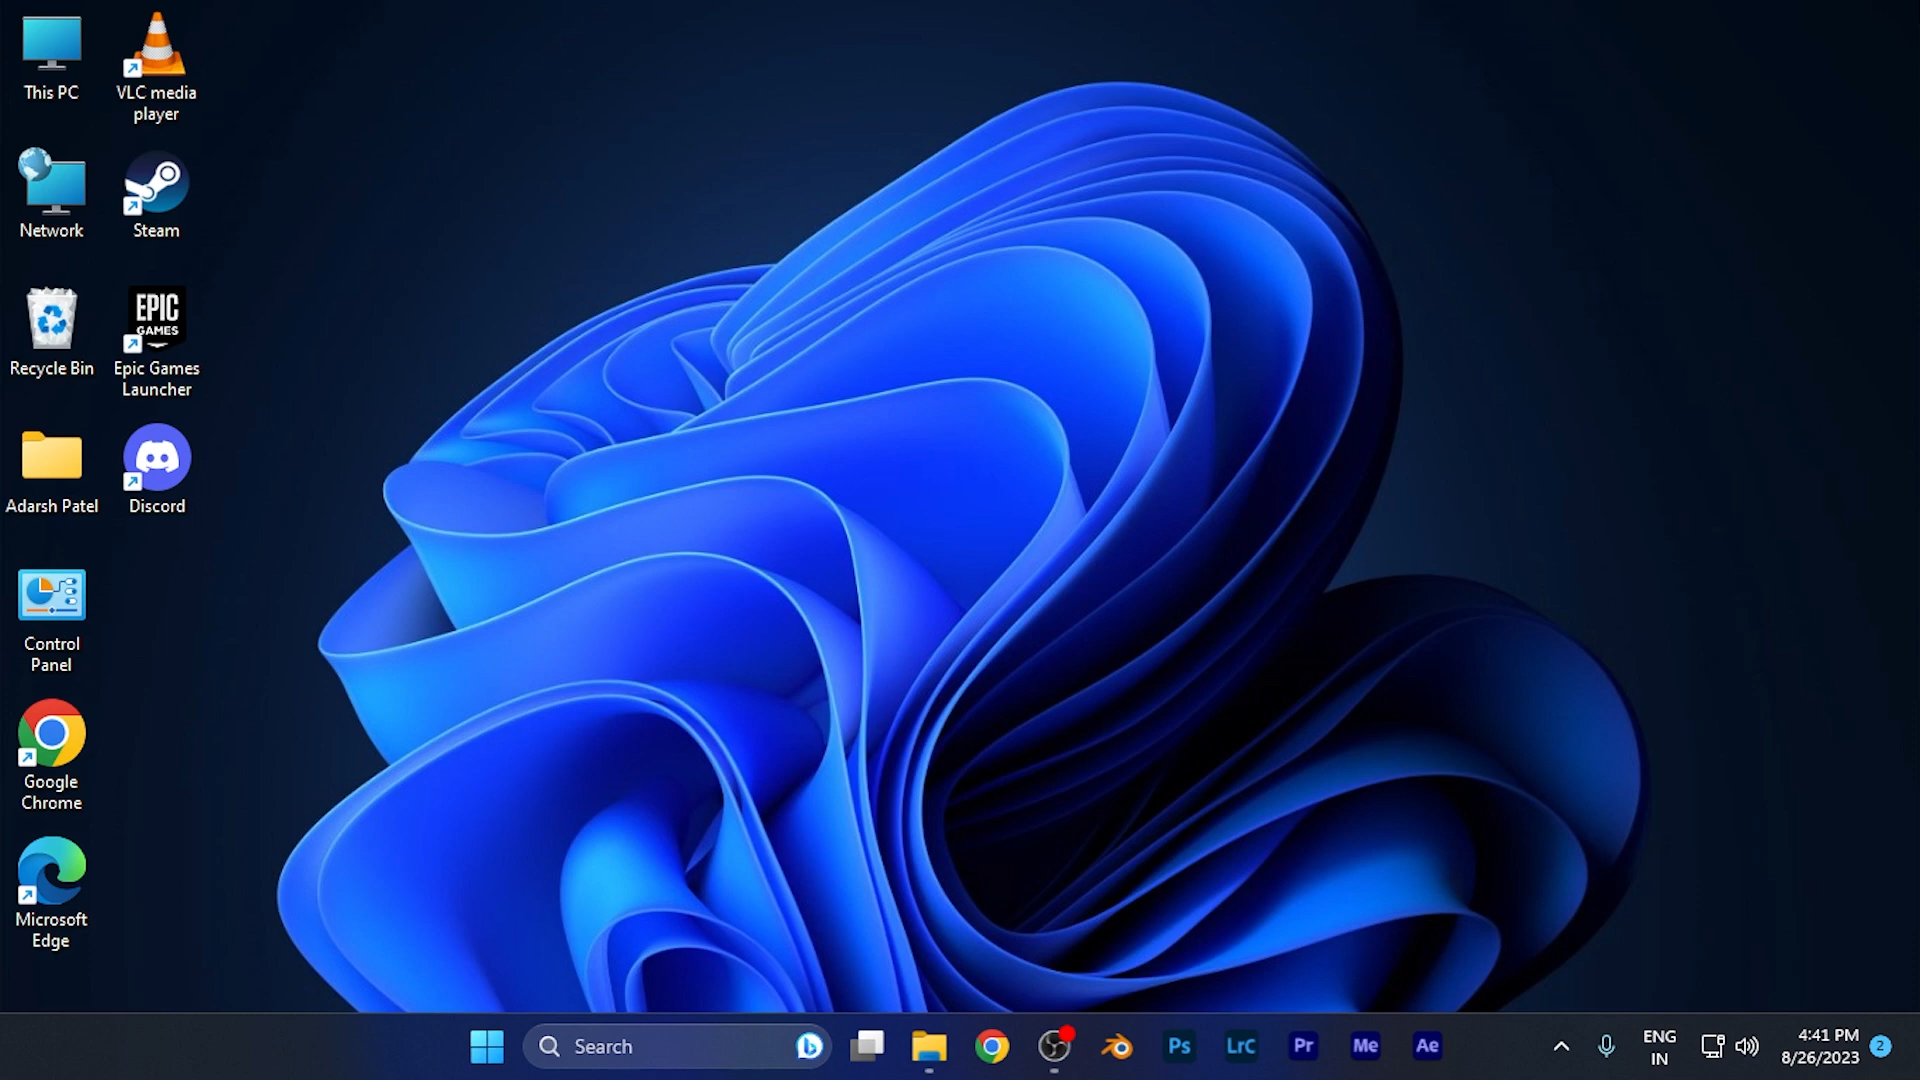 This PC
VLC media
player
Network
Steam
Recycle Bin
EPIC
GAMES
Epic Games
Launcher
Adarsh Patel
Discord
Control
Panel
Google
Chrome
Microsoft
Edge
Search
Ps
LrC
Pr
Me
Ae
ENG
IN
4:41 PM
8/26/2023
2